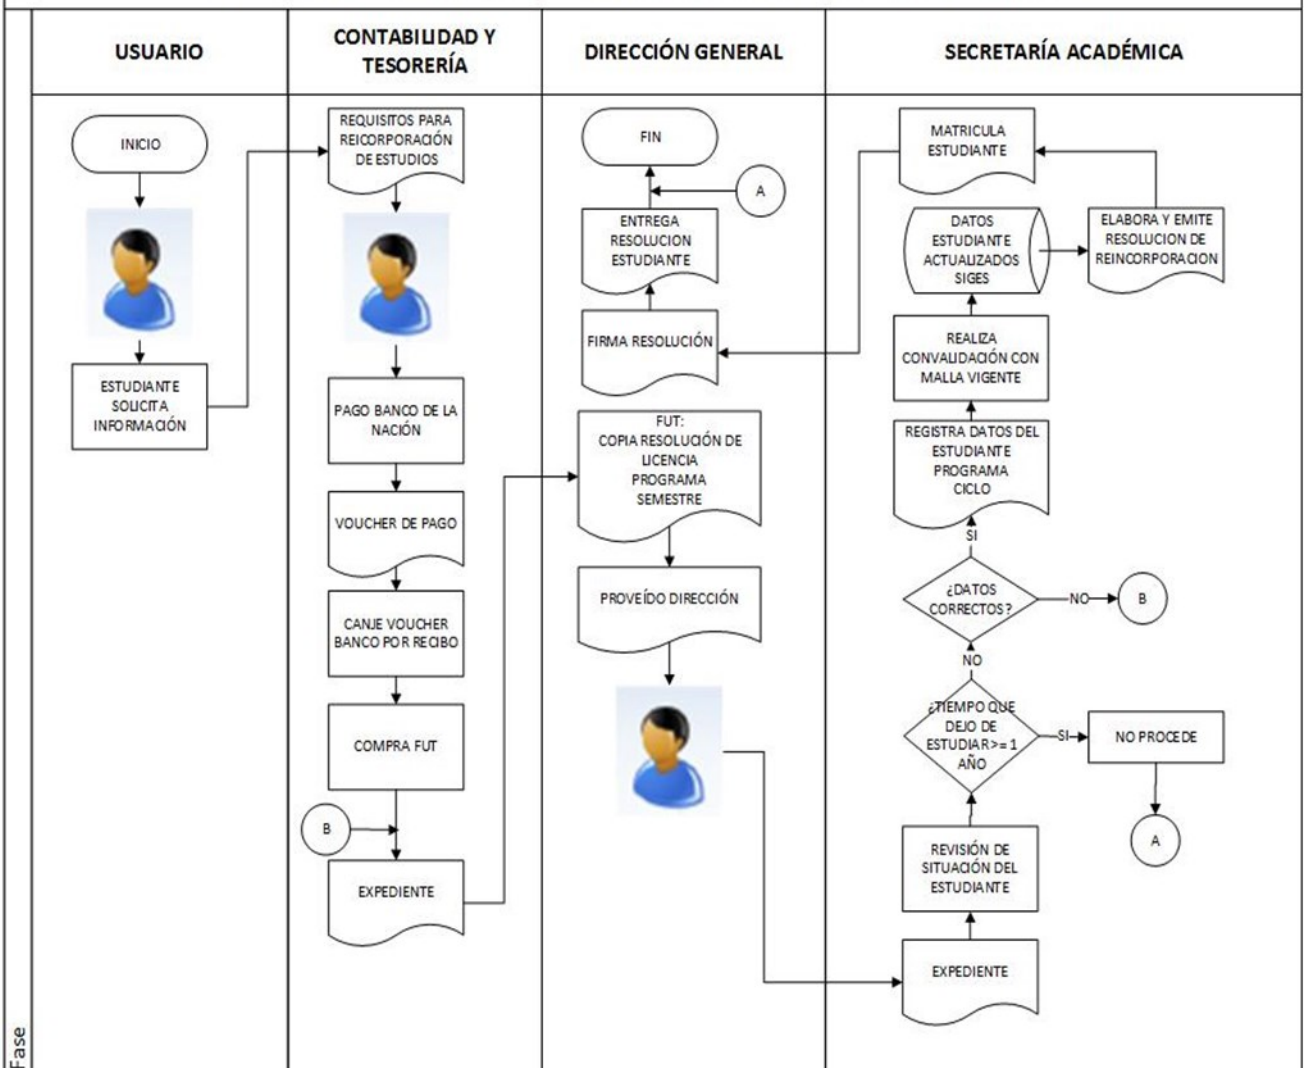 USUARIO
CONTABILIDAD Y
TESORERÍA
DIRECCIÓN GENERAL
SECRETARÍA ACADÉMICA
INICIO
ESTUDIANTE
SOLICITA
INFORMACIÓN
REQUISITOS PARA
REICORPORACIÓN
DE ESTUDIOS
PAGO BANCO DE LA
NACIÓN
VOUCHER DE PAGO
CANJE VOUCHER
BANCO POR RECIBO
COMPRA FUT
B
EXPEDIENTE
FIN
A
ENTREGA
RESOLUCION
ESTUDIANTE
FIRMA RESOLUCIÓN
FUT:
COPIA RESOLUCIÓN DE
LICENCIA
PROGRAMA
SEMESTRE
PROVEÍDO DIRECCIÓN
MATRICULA
ESTUDIANTE
DATOS
ESTUDIANTE
ACTUALIZADOS
SIGES
ELABORA Y EMITE
RESOLUCION DE
REINCORPORACION
REALIZA
CONVALIDACIÓN CON
MALLA VIGENTE
REGISTRA DATOS DEL
ESTUDIANTE
PROGRAMA
CICLO
SI
¿DATOS
CORRECTOS?
NO
B
NO
¿TIEMPO QUE
DEJO DE
ESTUDIAR>= 1
AÑO
SI
NO PROCEDE
A
REVISIÓN DE
SITUACIÓN DEL
ESTUDIANTE
EXPEDIENTE
Fase